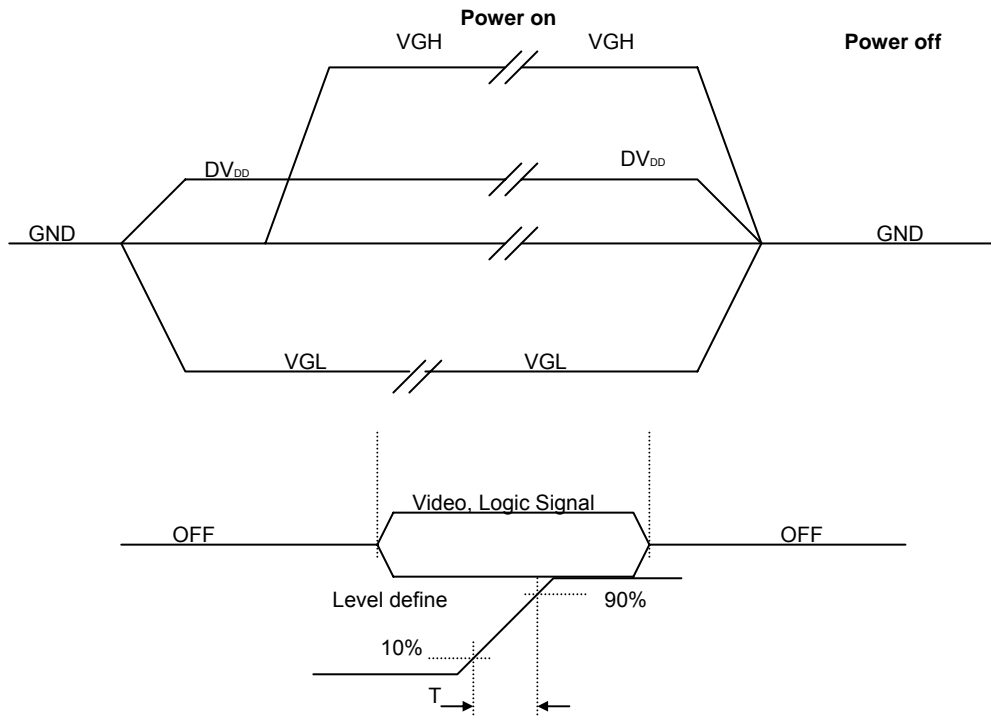 Power on
VGH VGH Power off
DVDD DVDD
GND GND
VGL VGL
Video, Logic Signal
OFF OFF
Level define 90%
10%
T